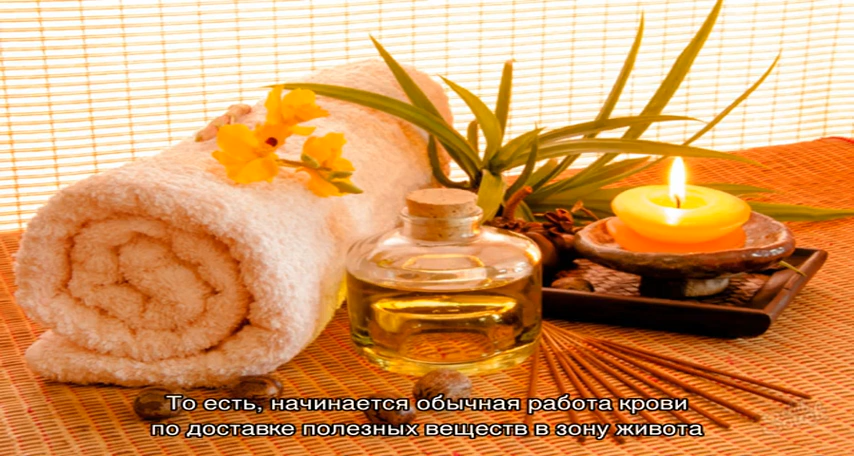 То есть, начинается обычная работа крови
по доставке полезных веществ в зону живота